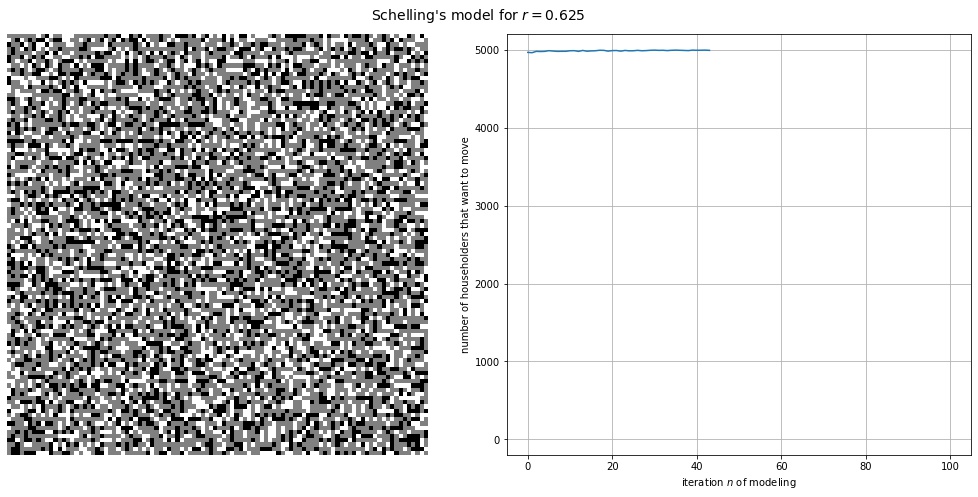 Schelling's model for r = 0.625
5000
4000
3000
2000
1000
0
number of householders that want to move
0 20 40 60 80 100
iteration n of modeling